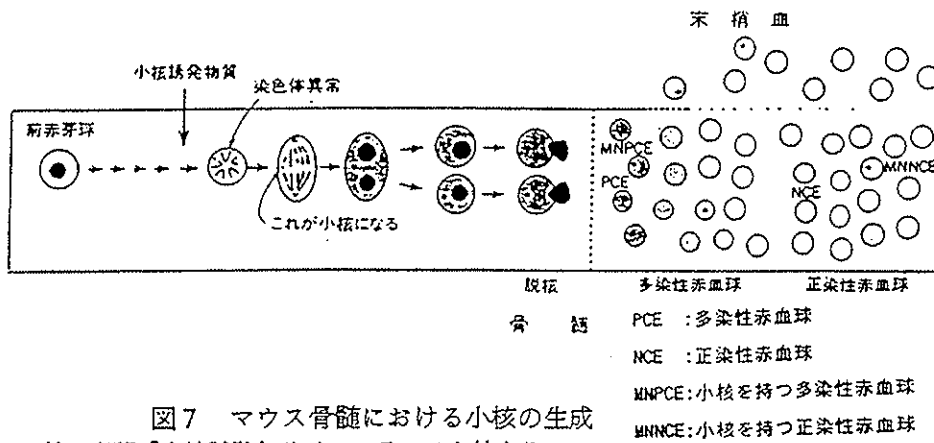 末梢血
小核誘発物質
染色体異常
前赤芽球
MNPCE
PCE
MNNCE
NCE
これが小核になる
脱核
多染性赤血球
正染性赤血球
骨髄
PCE :多染性赤血球
NCE :正染性赤血球
MNPCE:小核を持つ多染性赤血球
MNNCE:小核を持つ正染性赤血球
図7 マウス骨髄における小核の生成